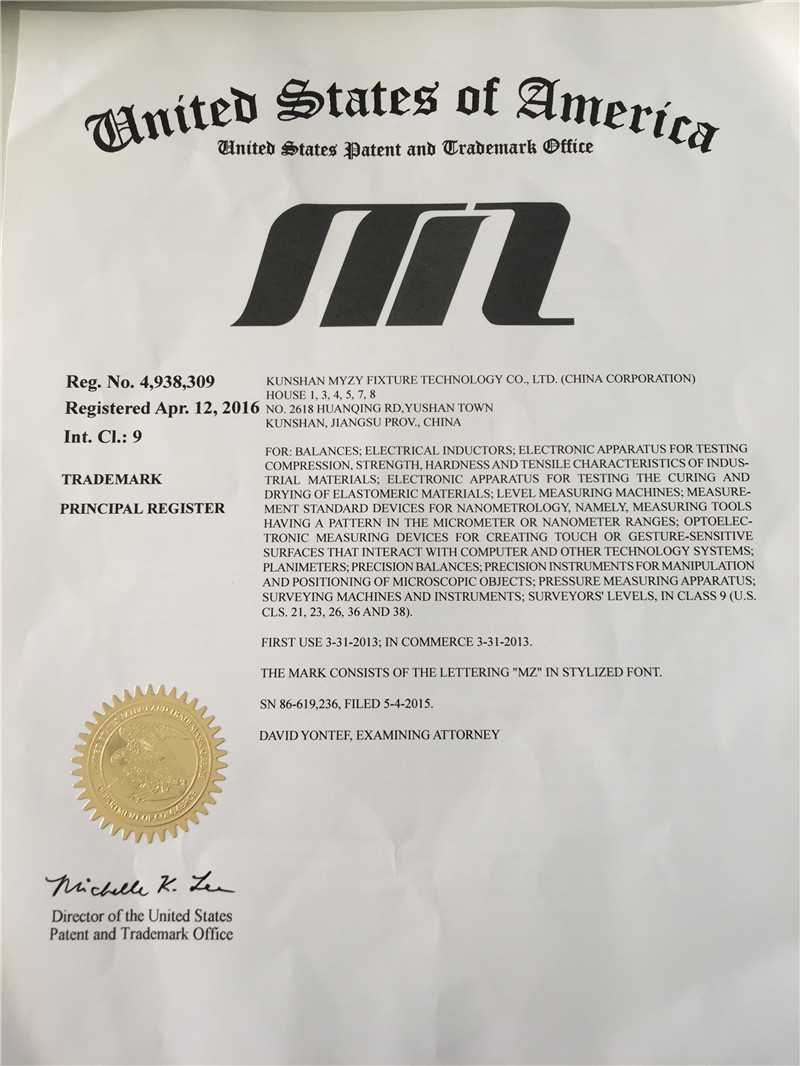 United States of America
United States Patent and Trademark Office
Reg. No. 4,938,309
Registered Apr. 12, 2016
Int. Cl.: 9
TRADEMARK
PRINCIPAL REGISTER
KUNSHAN MYZY FIXTURE TECHNOLOGY CO., LTD. (CHINA CORPORATION)
HOUSE 1, 3, 4, 5, 7, 8
NO. 2618 HUANQING RD,YUSHAN TOWN
KUNSHAN, JIANGSU PROV., CHINA
FOR: BALANCES; ELECTRICAL INDUCTORS; ELECTRONIC APPARATUS FOR TESTING
COMPRESSION, STRENGTH, HARDNESS AND TENSILE CHARACTERISTICS OF INDUS-
TRIAL MATERIALS; ELECTRONIC APPARATUS FOR TESTING THE CURING AND
DRYING OF ELASTOMERIC MATERIALS; LEVEL MEASURING MACHINES; MEASURE-
MENT STANDARD DEVICES FOR NANOMETROLOGY, NAMELY, MEASURING TOOLS
HAVING A PATTERN IN THE MICROMETER OR NANOMETER RANGES; OPTOELEC-
TRONIC MEASURING DEVICES FOR CREATING TOUCH OR GESTURE-SENSITIVE
SURFACES THAT INTERACT WITH COMPUTER AND OTHER TECHNOLOGY SYSTEMS;
PLANIMETERS; PRECISION BALANCES; PRECISION INSTRUMENTS FOR MANIPULATION
AND POSITIONING OF MICROSCOPIC OBJECTS; PRESSURE MEASURING APPARATUS;
SURVEYING MACHINES AND INSTRUMENTS; SURVEYORS' LEVELS, IN CLASS 9 (U.S.
CLS. 21, 23, 26, 36 AND 38).
FIRST USE 3-31-2013; IN COMMERCE 3-31-2013.
THE MARK CONSISTS OF THE LETTERING "MZ" IN STYLIZED FONT.
SN 86-619,236, FILED 5-4-2015.
DAVID YONTEF, EXAMINING ATTORNEY
Michelle K. Lee
Director of the United States
Patent and Trademark Office